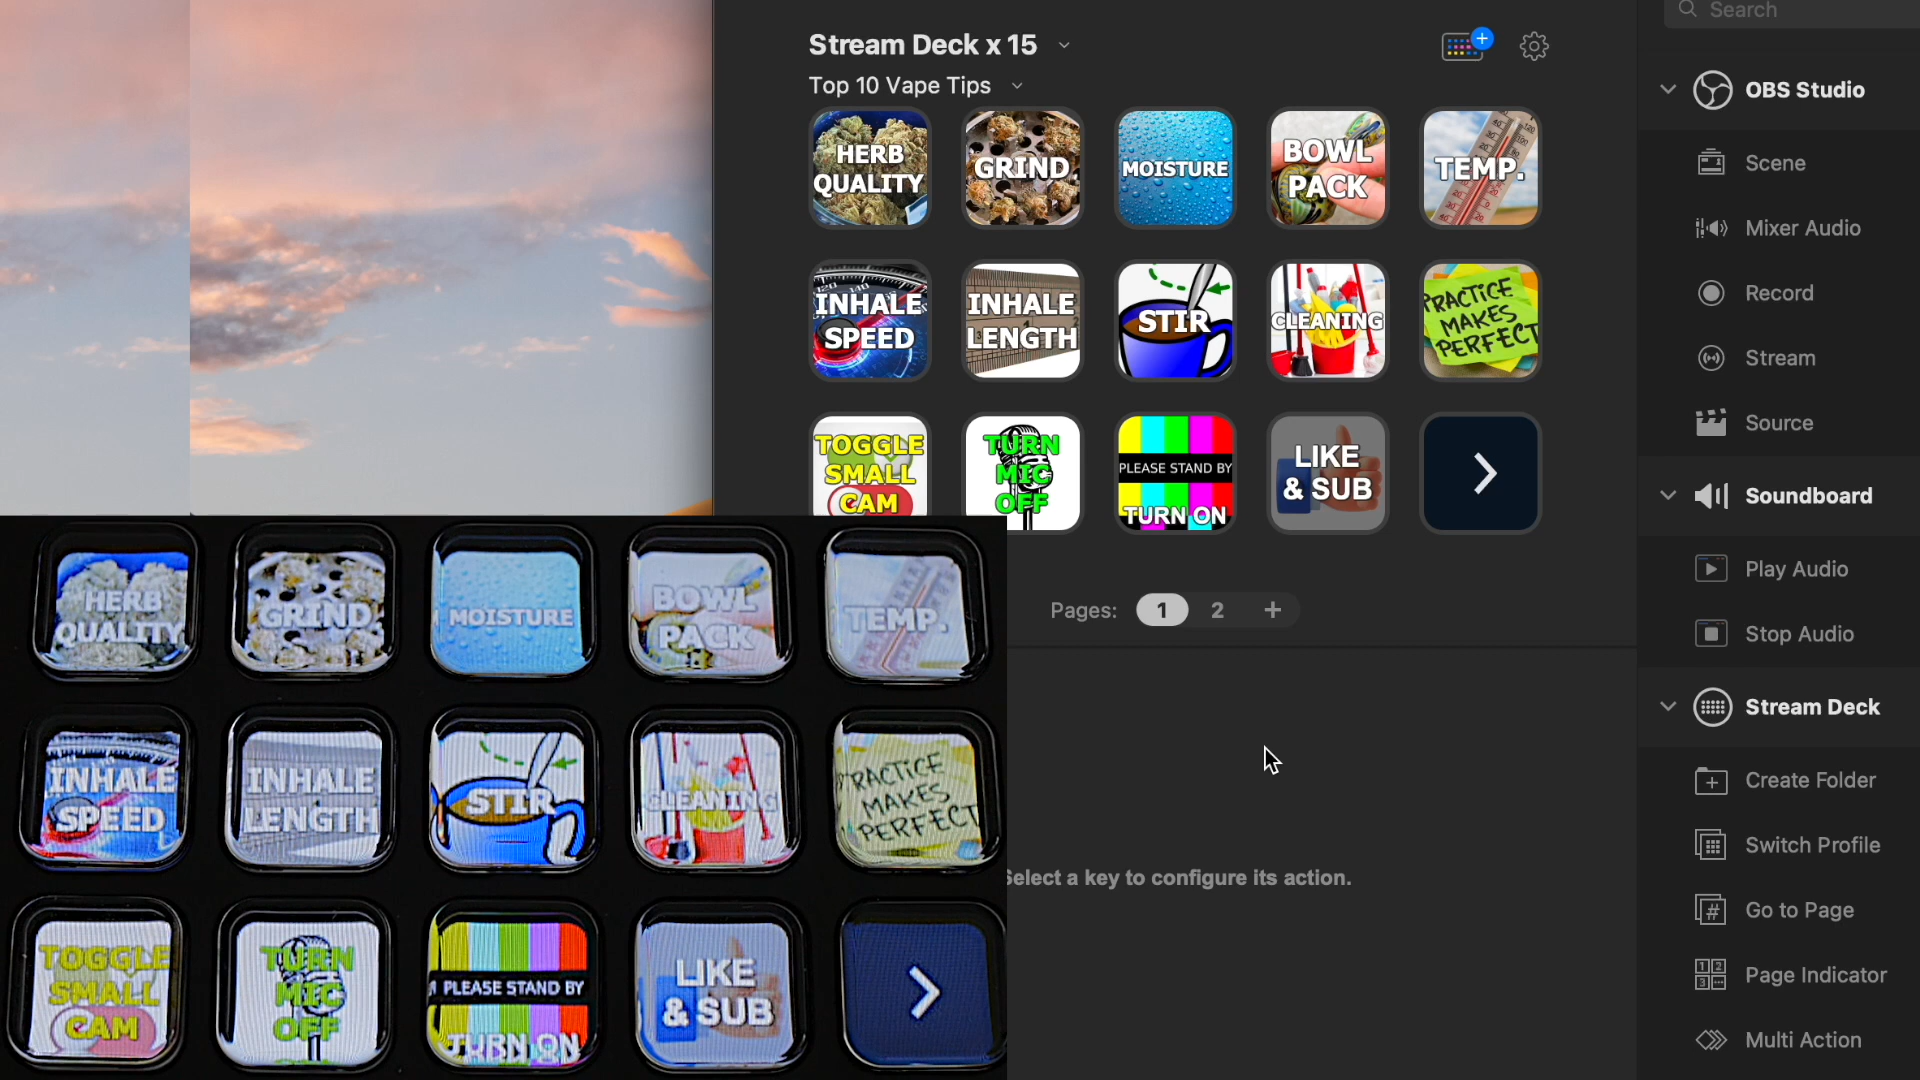 Stream Deck x 15
Top 10 Vape Tips
HERB
QUALITY
GRIND
MOISTURE
BOWL
PACK
TEMP.
INHALE
SPEED
INHALE
LENGTH
STIR
CLEANING
PRACTICE
MAKES
PERFECT
TOGGLE
SMALL
CAM
TURN
MIC
OFF
PLEASE STAND BY
TURN ON
LIKE
& SUB
Pages: 1 2 +
Select a key to configure its action.
Search
OBS Studio
Scene
Mixer Audio
Record
Stream
Source
Soundboard
Play Audio
Stop Audio
Stream Deck
Create Folder
Switch Profile
Go to Page
Page Indicator
Multi Action
HERB
QUALITY
GRIND
MOISTURE
BOWL
PACK
TEMP.
INHALE
SPEED
INHALE
LENGTH
STIR
CLEANING
PRACTICE
MAKES
PERFECT
TOGGLE
SMALL
CAM
TURN
MIC
OFF
PLEASE STAND BY
TURN ON
LIKE
& SUB